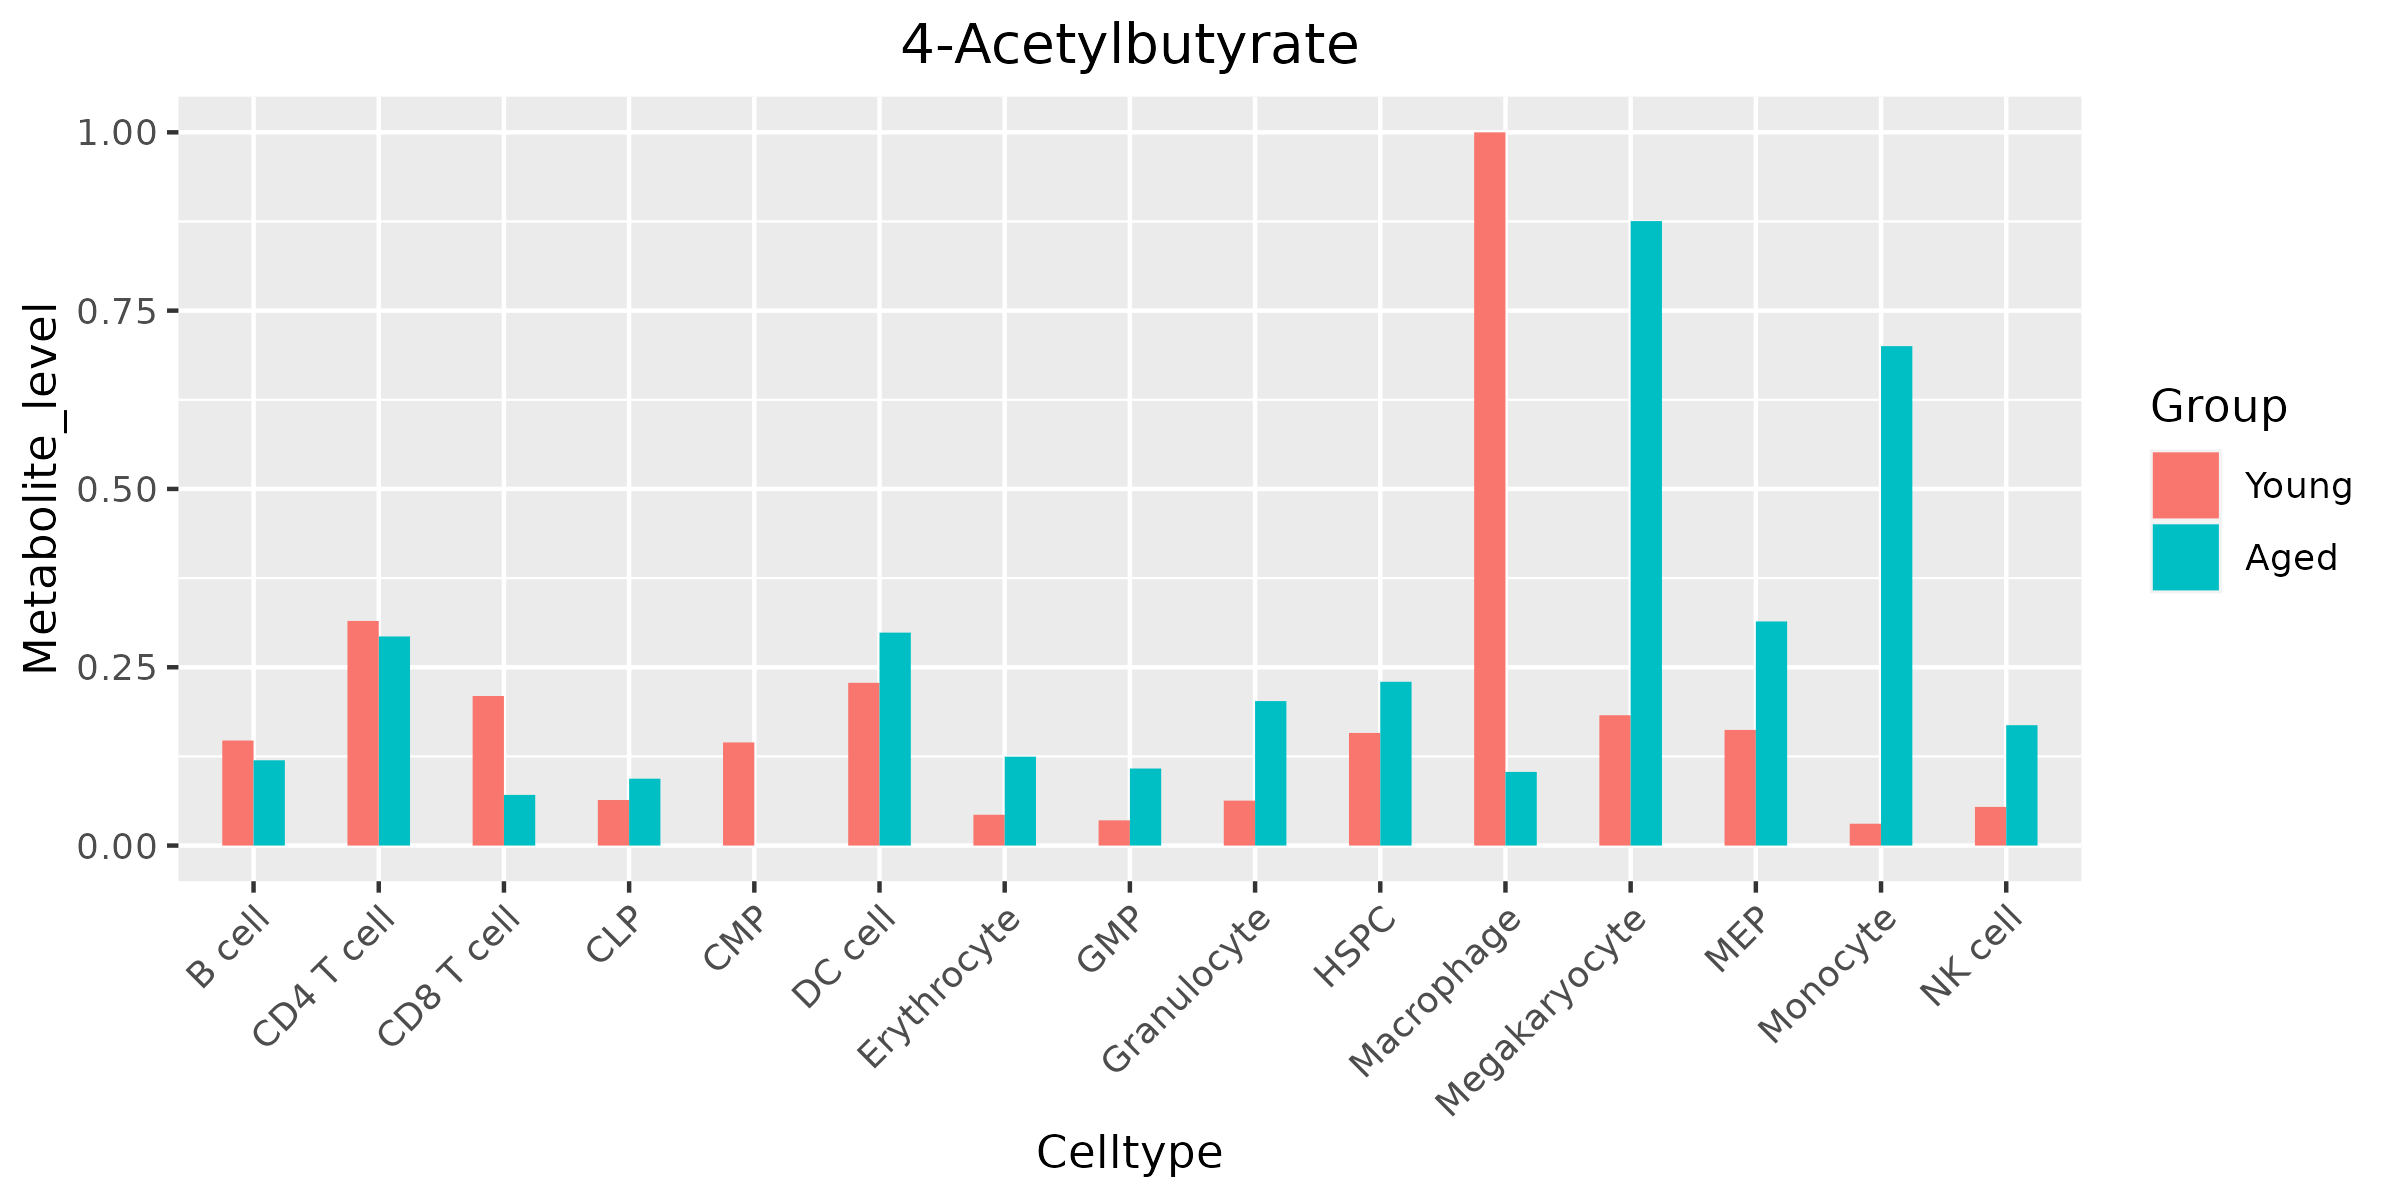 4-Acetylbutyrate
Metabolite_level
1.00
0.75
0.50
0.25
0.00
B cell
CD4 T cell
CD8 T cell
CLP
CMP
DC cell
Erythrocyte
GMP
Granulocyte
HSPC
Macrophage
Megakaryocyte
MEP
Monocyte
NK cell
Celltype
Group
Young
Aged